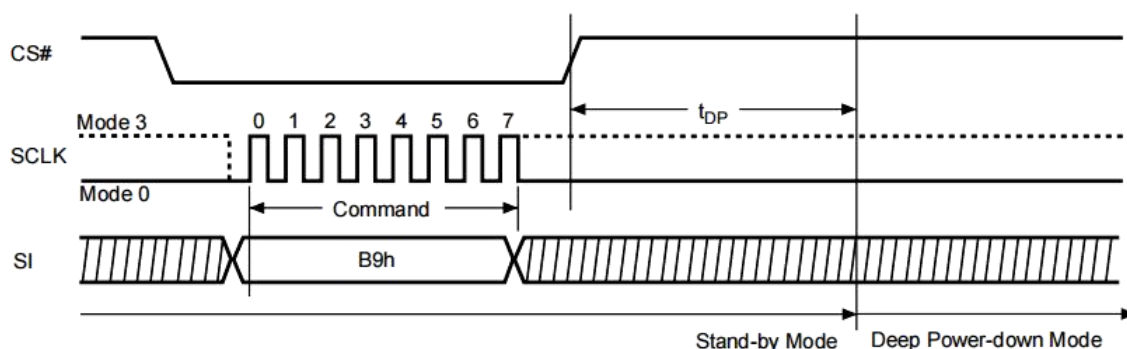 CS#
t_DP
Mode 3
0 1 2 3 4 5 6 7
SCLK
Mode 0
Command
SI
B9h
Stand-by Mode
Deep Power-down Mode